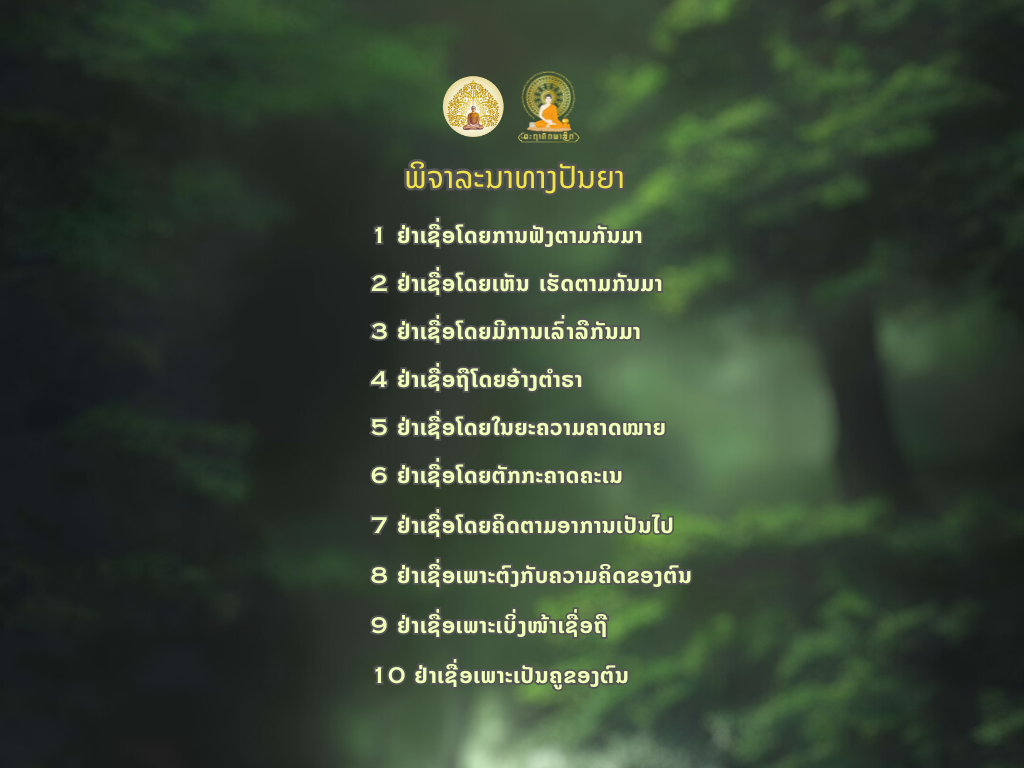 ພິຈາລະນາທາງປັນຍາ
1 ຢ່າເຊື່ອໂດຍການຟັງຕາມກັນມາ
2 ຢ່າເຊື່ອໂດຍເຫັນ ເຮັດຕາມກັນມາ
3 ຢ່າເຊື່ອໂດຍມີການເລົ່າລືກັນມາ
4 ຢ່າເຊື່ອຖືໂດຍອ້າງຕຳຣາ
5 ຢ່າເຊື່ອໂດຍໃນຍະຄວາມຄາດໝາຍ
6 ຢ່າເຊື່ອໂດຍຕັກກະຄາດຄະເນ
7 ຢ່າເຊື່ອໂດຍຄິດຕາມອາການເປັນໄປ
8 ຢ່າເຊື່ອເພາະຕົງກັບຄວາມຄິດຂອງຕົນ
9 ຢ່າເຊື່ອເພາະເບິ່ງໜ້າເຊື່ອຖື
10 ຢ່າເຊື່ອເພາະເປັນຄູຂອງຕົນ